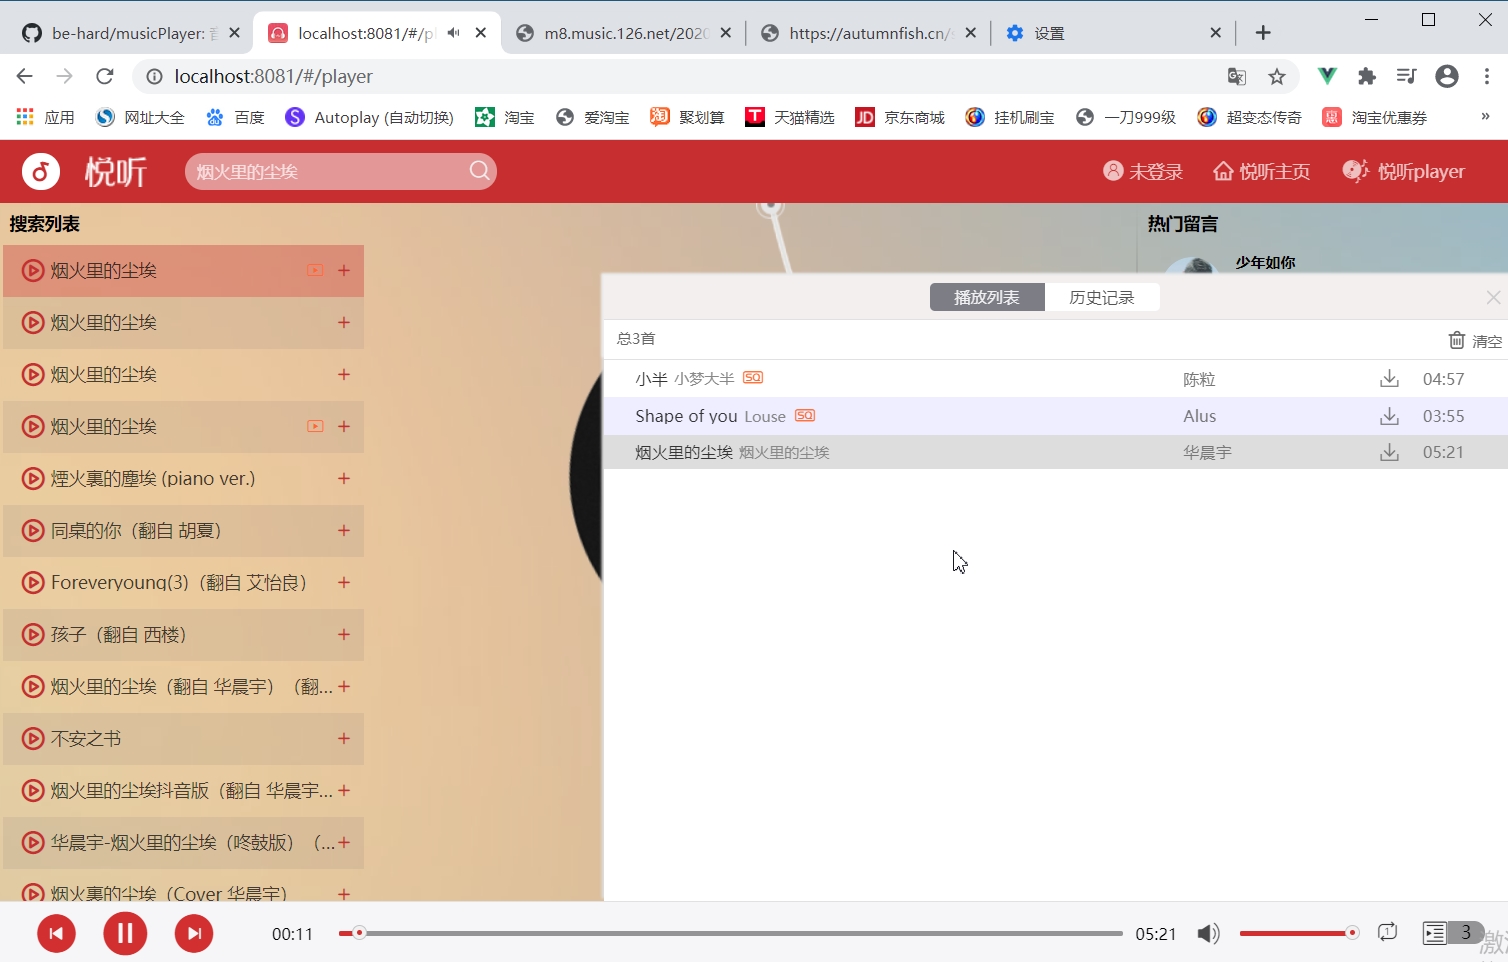 be-hard/musicPlayer: 音
localhost:8081/#/pl
m8.music.126.net/2020
https://autumnfish.cn/s
设置
localhost:8081/#/player
应用
网址大全
百度
Autoplay (自动切换)
淘宝
爱淘宝
聚划算
天猫精选
京东商城
挂机刷宝
一刀999级
超变态传奇
淘宝优惠券
»
悦听
烟火里的尘埃
未登录
悦听主页
悦听player
搜索列表
烟火里的尘埃
烟火里的尘埃
烟火里的尘埃
烟火里的尘埃
煙火裏的塵埃 (piano ver.)
同桌的你（翻自 胡夏）
Foreveryoung(3)（翻自 艾怡良）
孩子（翻自 西楼）
烟火里的尘埃（翻自 华晨宇）（翻...
不安之书
烟火里的尘埃抖音版（翻自 华晨宇...
华晨宇-烟火里的尘埃（咚鼓版）（...
烟火裏的尘埃（Cover 华晨宇）
热门留言
少年如你
播放列表
历史记录
总3首
清空
小半 小梦大半 SQ 陈粒 04:57
Shape of you Louse SQ Alus 03:55
烟火里的尘埃 烟火里的尘埃 华晨宇 05:21
00:11
05:21
1
3
激